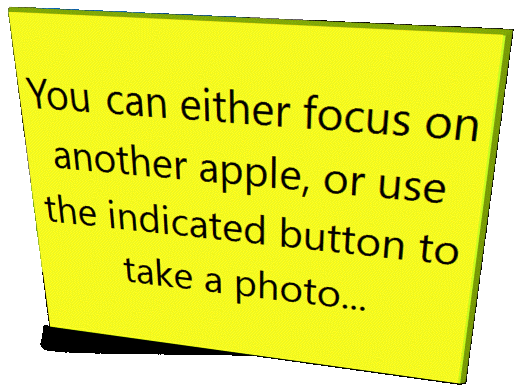 You can either focus on
another apple, or use
the indicated button to
take a photo...